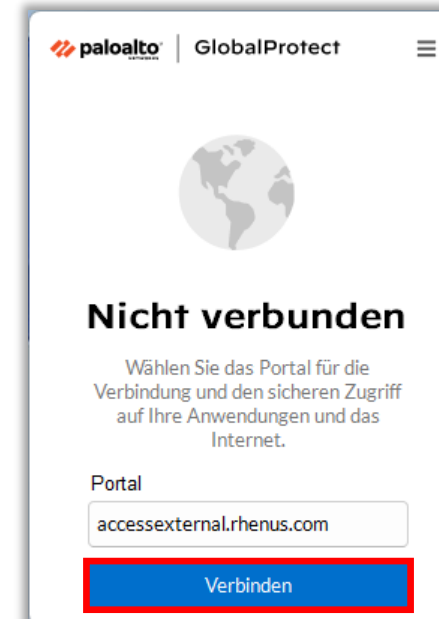 paloalto NETWORKS | GlobalProtect
Nicht verbunden
Wählen Sie das Portal für die
Verbindung und den sicheren Zugriff
auf Ihre Anwendungen und das
Internet.
Portal
accessexternal.rhenus.com
Verbinden